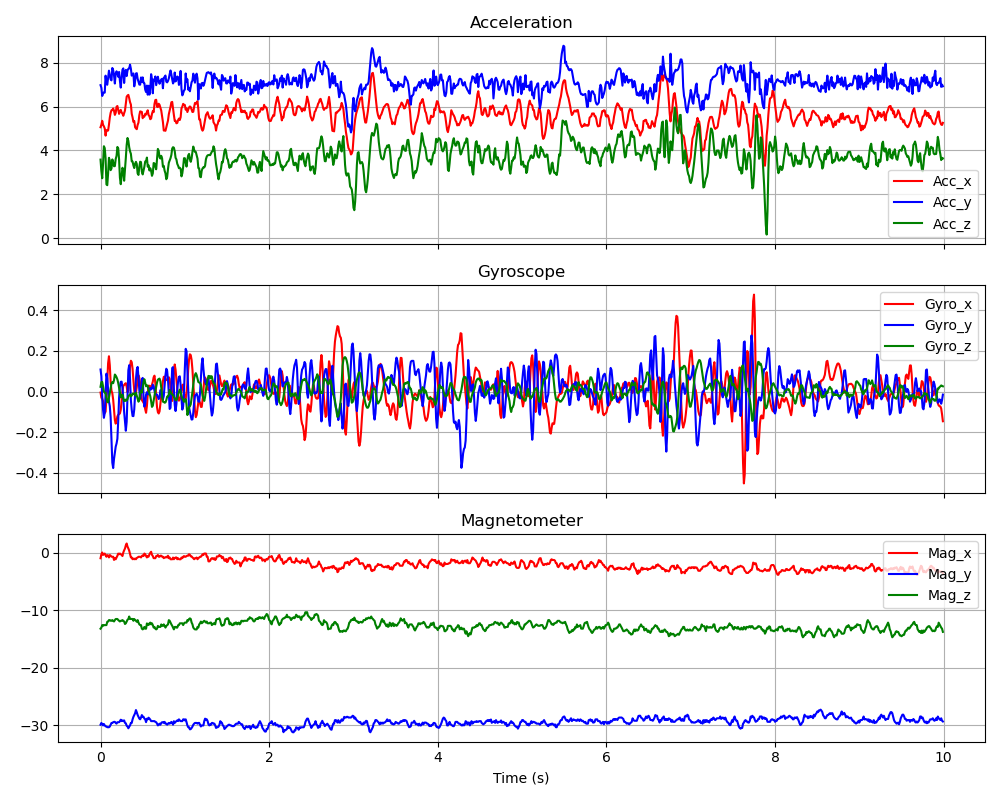 Acceleration
8
6
4
2
0
Acc_x
Acc_y
Acc_z
Gyroscope
0.4
0.2
0.0
−0.2
−0.4
Gyro_x
Gyro_y
Gyro_z
Magnetometer
0
−10
−20
−30
Mag_x
Mag_y
Mag_z
0 2 4 6 8 10
Time (s)